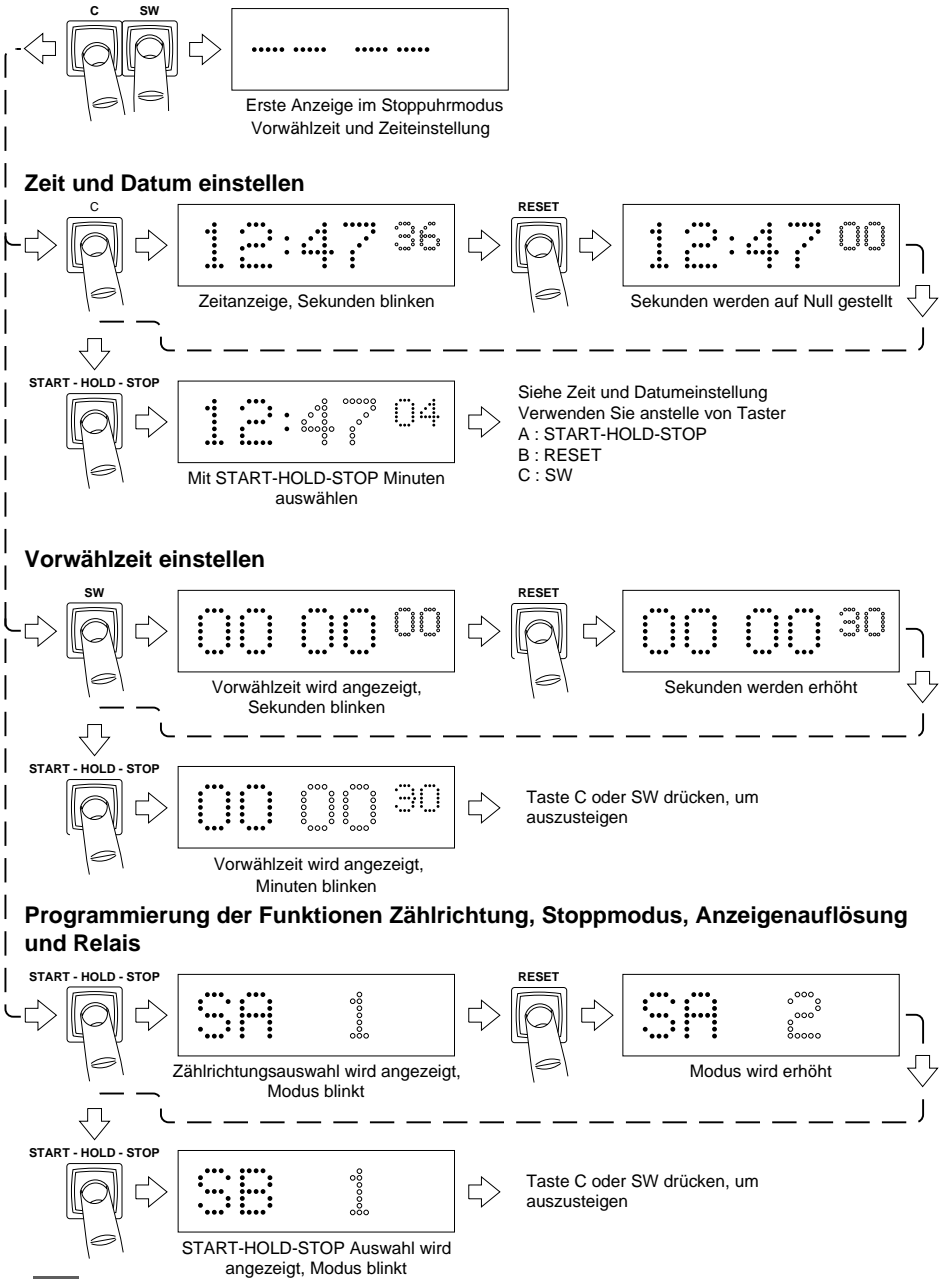 C SW
Erste Anzeige im Stoppuhrmodus
Vorwählzeit und Zeiteinstellung
Zeit und Datum einstellen
C
RESET
12:47 36
12:47 00
Zeitanzeige, Sekunden blinken
Sekunden werden auf Null gestellt
START - HOLD - STOP
12:47 04
Siehe Zeit und Datumeinstellung
Verwenden Sie anstelle von Taster
A : START-HOLD-STOP
B : RESET
C : SW
Mit START-HOLD-STOP Minuten
auswählen
Vorwählzeit einstellen
SW
RESET
00 00 00
00 00 30
Vorwählzeit wird angezeigt,
Sekunden blinken
Sekunden werden erhöht
START - HOLD - STOP
00 00 30
Taste C oder SW drücken, um
auszusteigen
Vorwählzeit wird angezeigt,
Minuten blinken
Programmierung der Funktionen Zählrichtung, Stoppmodus, Anzeigenauflösung
und Relais
START - HOLD - STOP
RESET
SA 1
SA 2
Zählrichtungsauswahl wird angezeigt,
Modus blinkt
Modus wird erhöht
START - HOLD - STOP
SB 1
Taste C oder SW drücken, um
auszusteigen
START-HOLD-STOP Auswahl wird
angezeigt, Modus blinkt